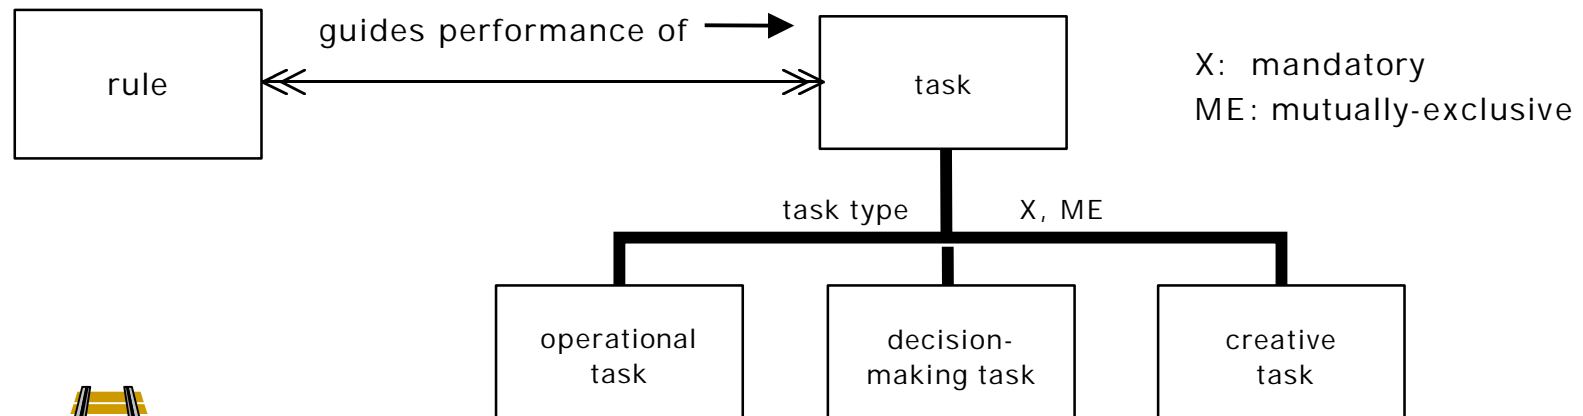 guides performance of
rule
task
X: mandatory
ME: mutually-exclusive
task type
X, ME
operational
task
decision-
making task
creative
task